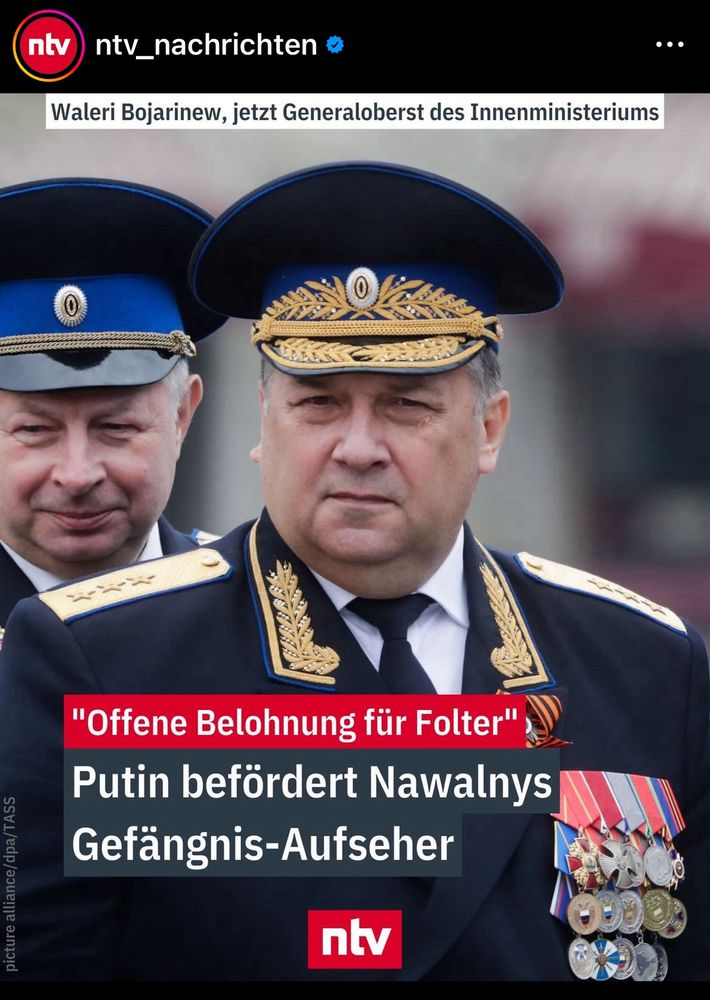 ntv
ntv_nachrichten
Waleri Bojarinew, jetzt Generaloberst des Innenministeriums
"Offene Belohnung für Folter"
Putin befördert Nawalnys
Gefängnis-Aufseher
picture alliance/dpa/TASS
ntv